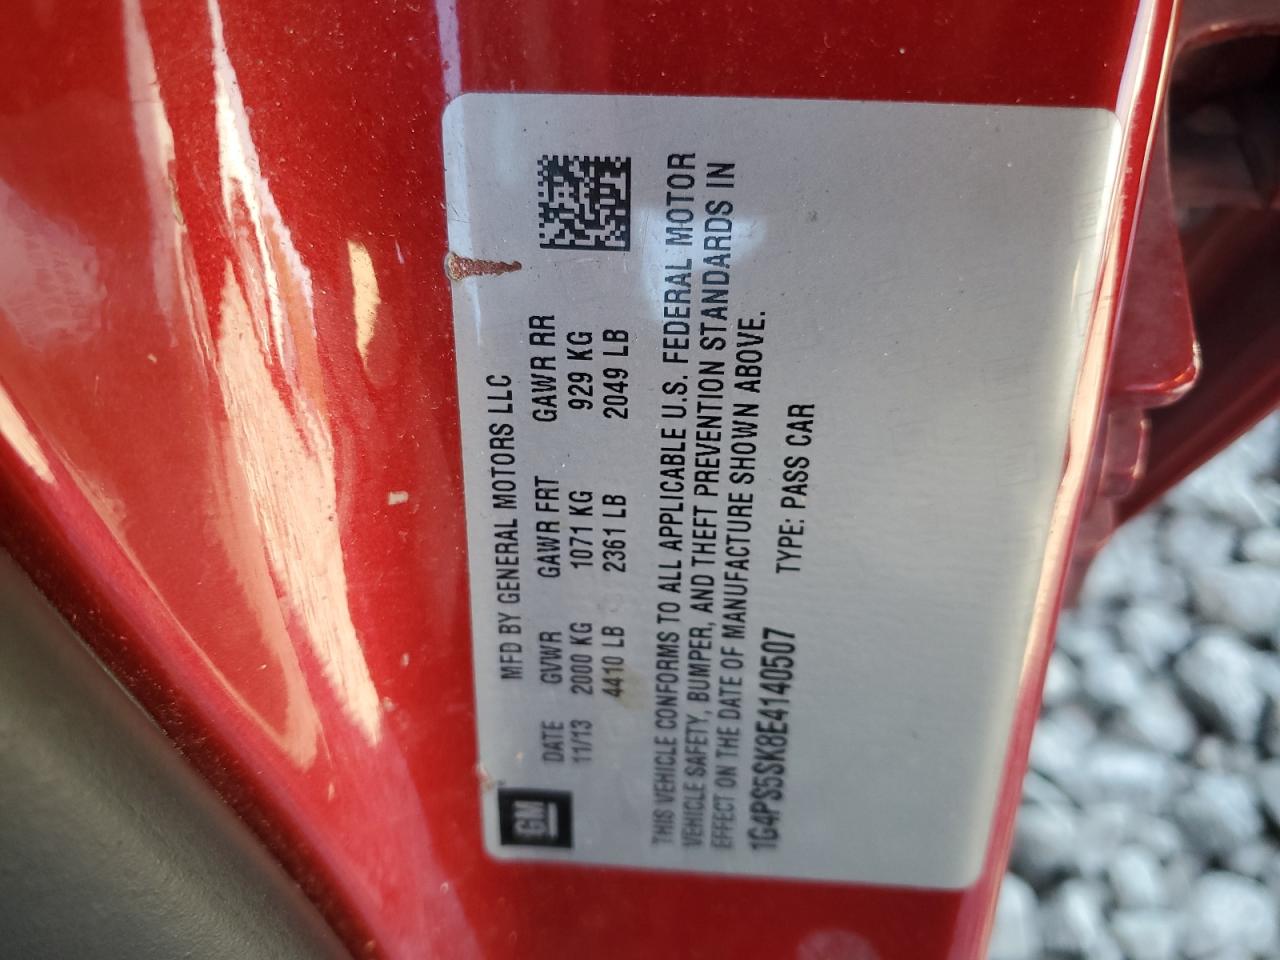 MFD BY GENERAL MOTORS LLC
DATE GVWR GAWR FRT GAWR RR
11/13 2000 KG 1071 KG 929 KG
4410 LB 2361 LB 2049 LB
THIS VEHICLE CONFORMS TO ALL APPLICABLE U.S. FEDERAL MOTOR
VEHICLE SAFETY, BUMPER, AND THEFT PREVENTION STANDARDS IN
EFFECT ON THE DATE OF MANUFACTURE SHOWN ABOVE.
1G4PS5SK8E4140507 TYPE: PASS CAR
GM